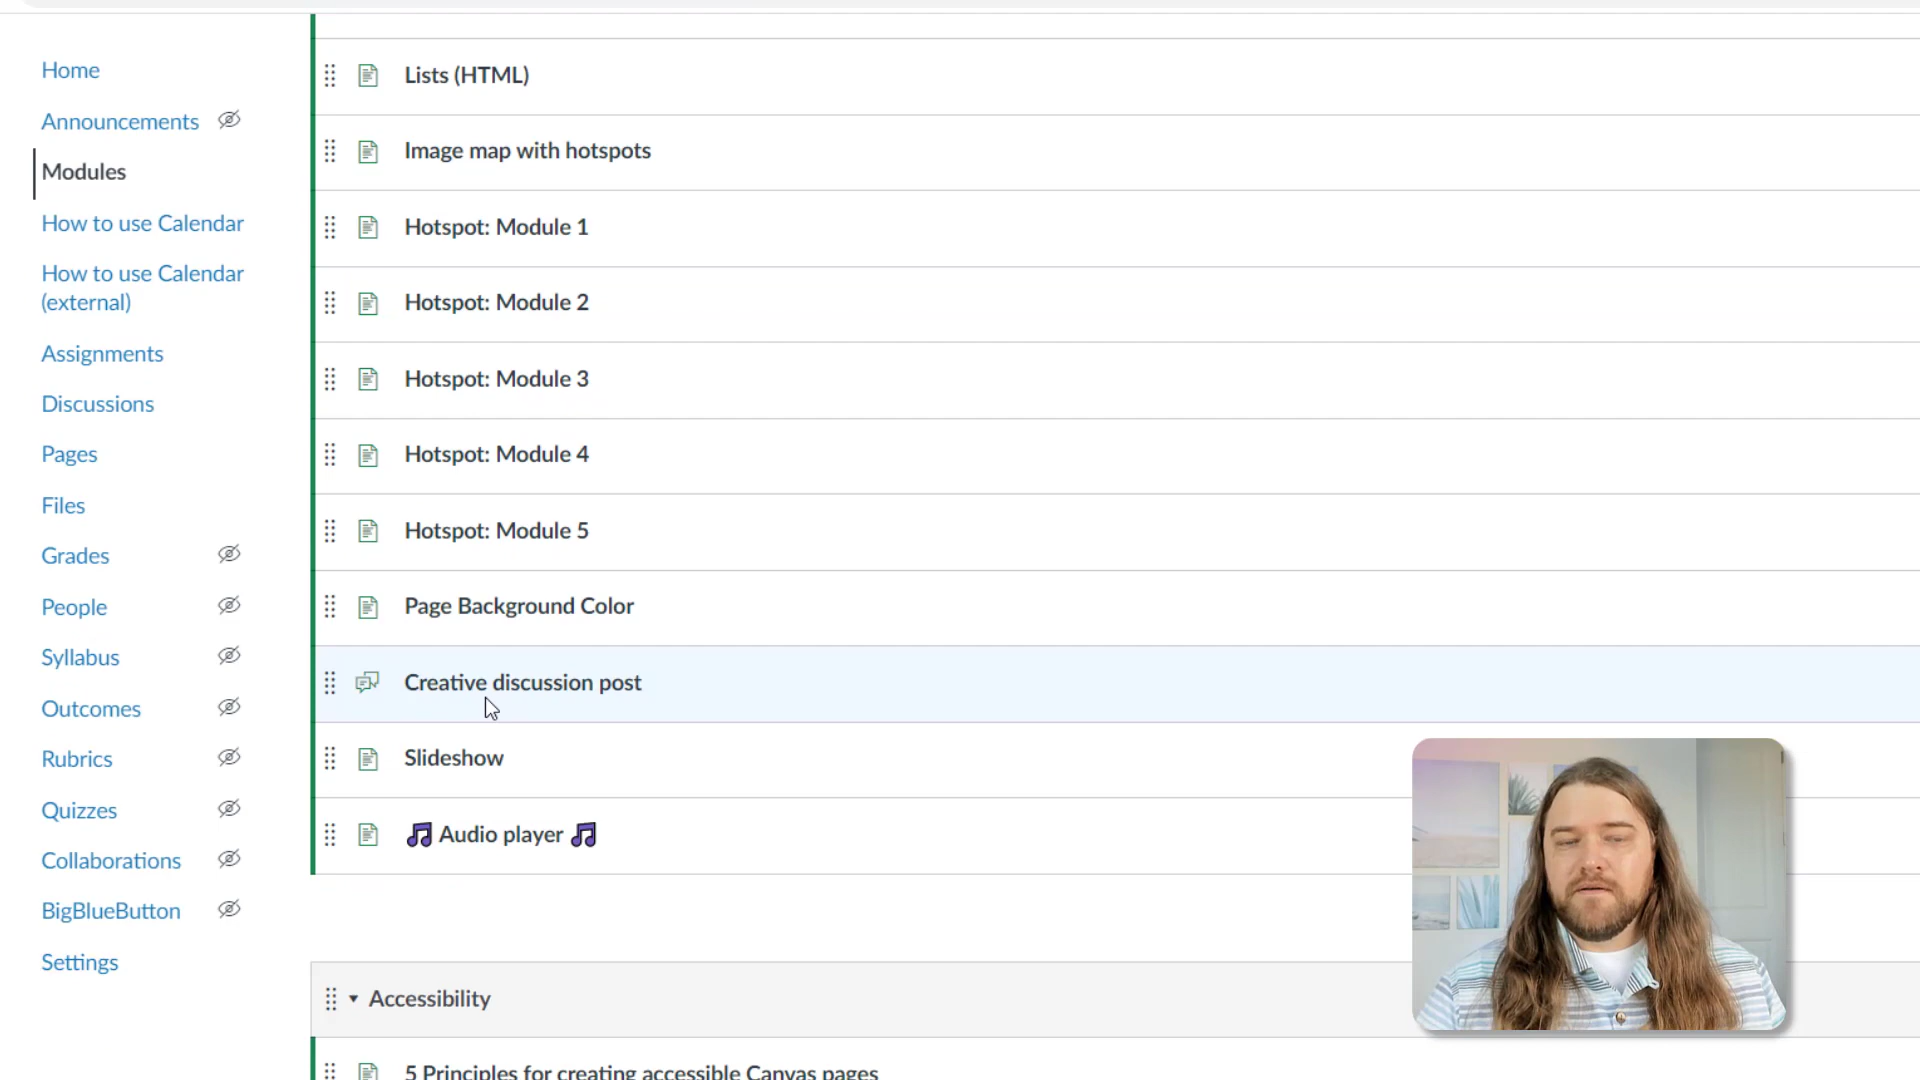 Home
Announcements
Modules
How to use Calendar
How to use Calendar
(external)
Assignments
Discussions
Pages
Files
Grades
People
Syllabus
Outcomes
Rubrics
Quizzes
Collaborations
BigBlueButton
Settings
Lists (HTML)
Image map with hotspots
Hotspot: Module 1
Hotspot: Module 2
Hotspot: Module 3
Hotspot: Module 4
Hotspot: Module 5
Page Background Color
Creative discussion post
Slideshow
🎵 Audio player 🎵
Accessibility
5 Principles for creating accessible Canvas pages